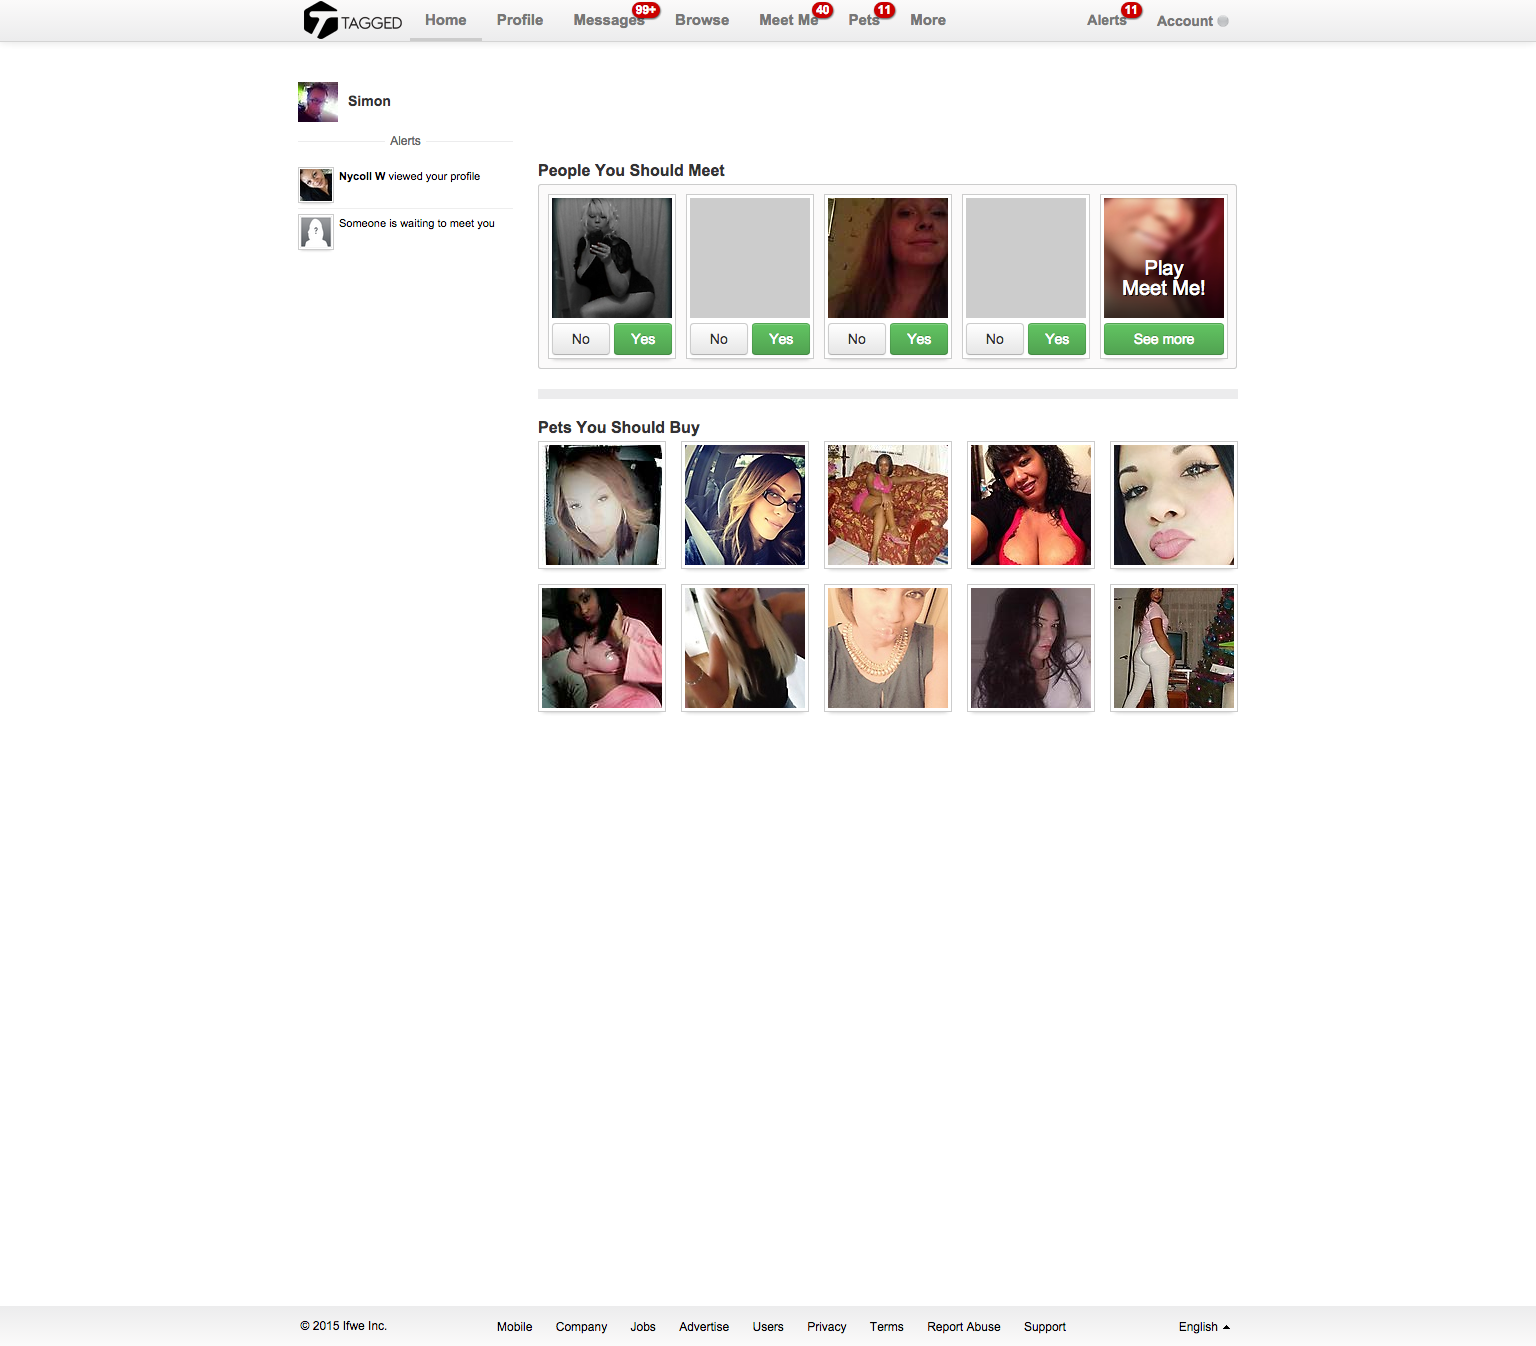 TAGGED Home Profile Messages 99+ Browse Meet Me 40 Pets 11 More Alerts 11 Account
Simon
Alerts
Nycoll W viewed your profile
?
Someone is waiting to meet you
People You Should Meet
Play
Meet Me!
No Yes No Yes No Yes No Yes See more
Pets You Should Buy
© 2015 Ifwe Inc. Mobile Company Jobs Advertise Users Privacy Terms Report Abuse Support English